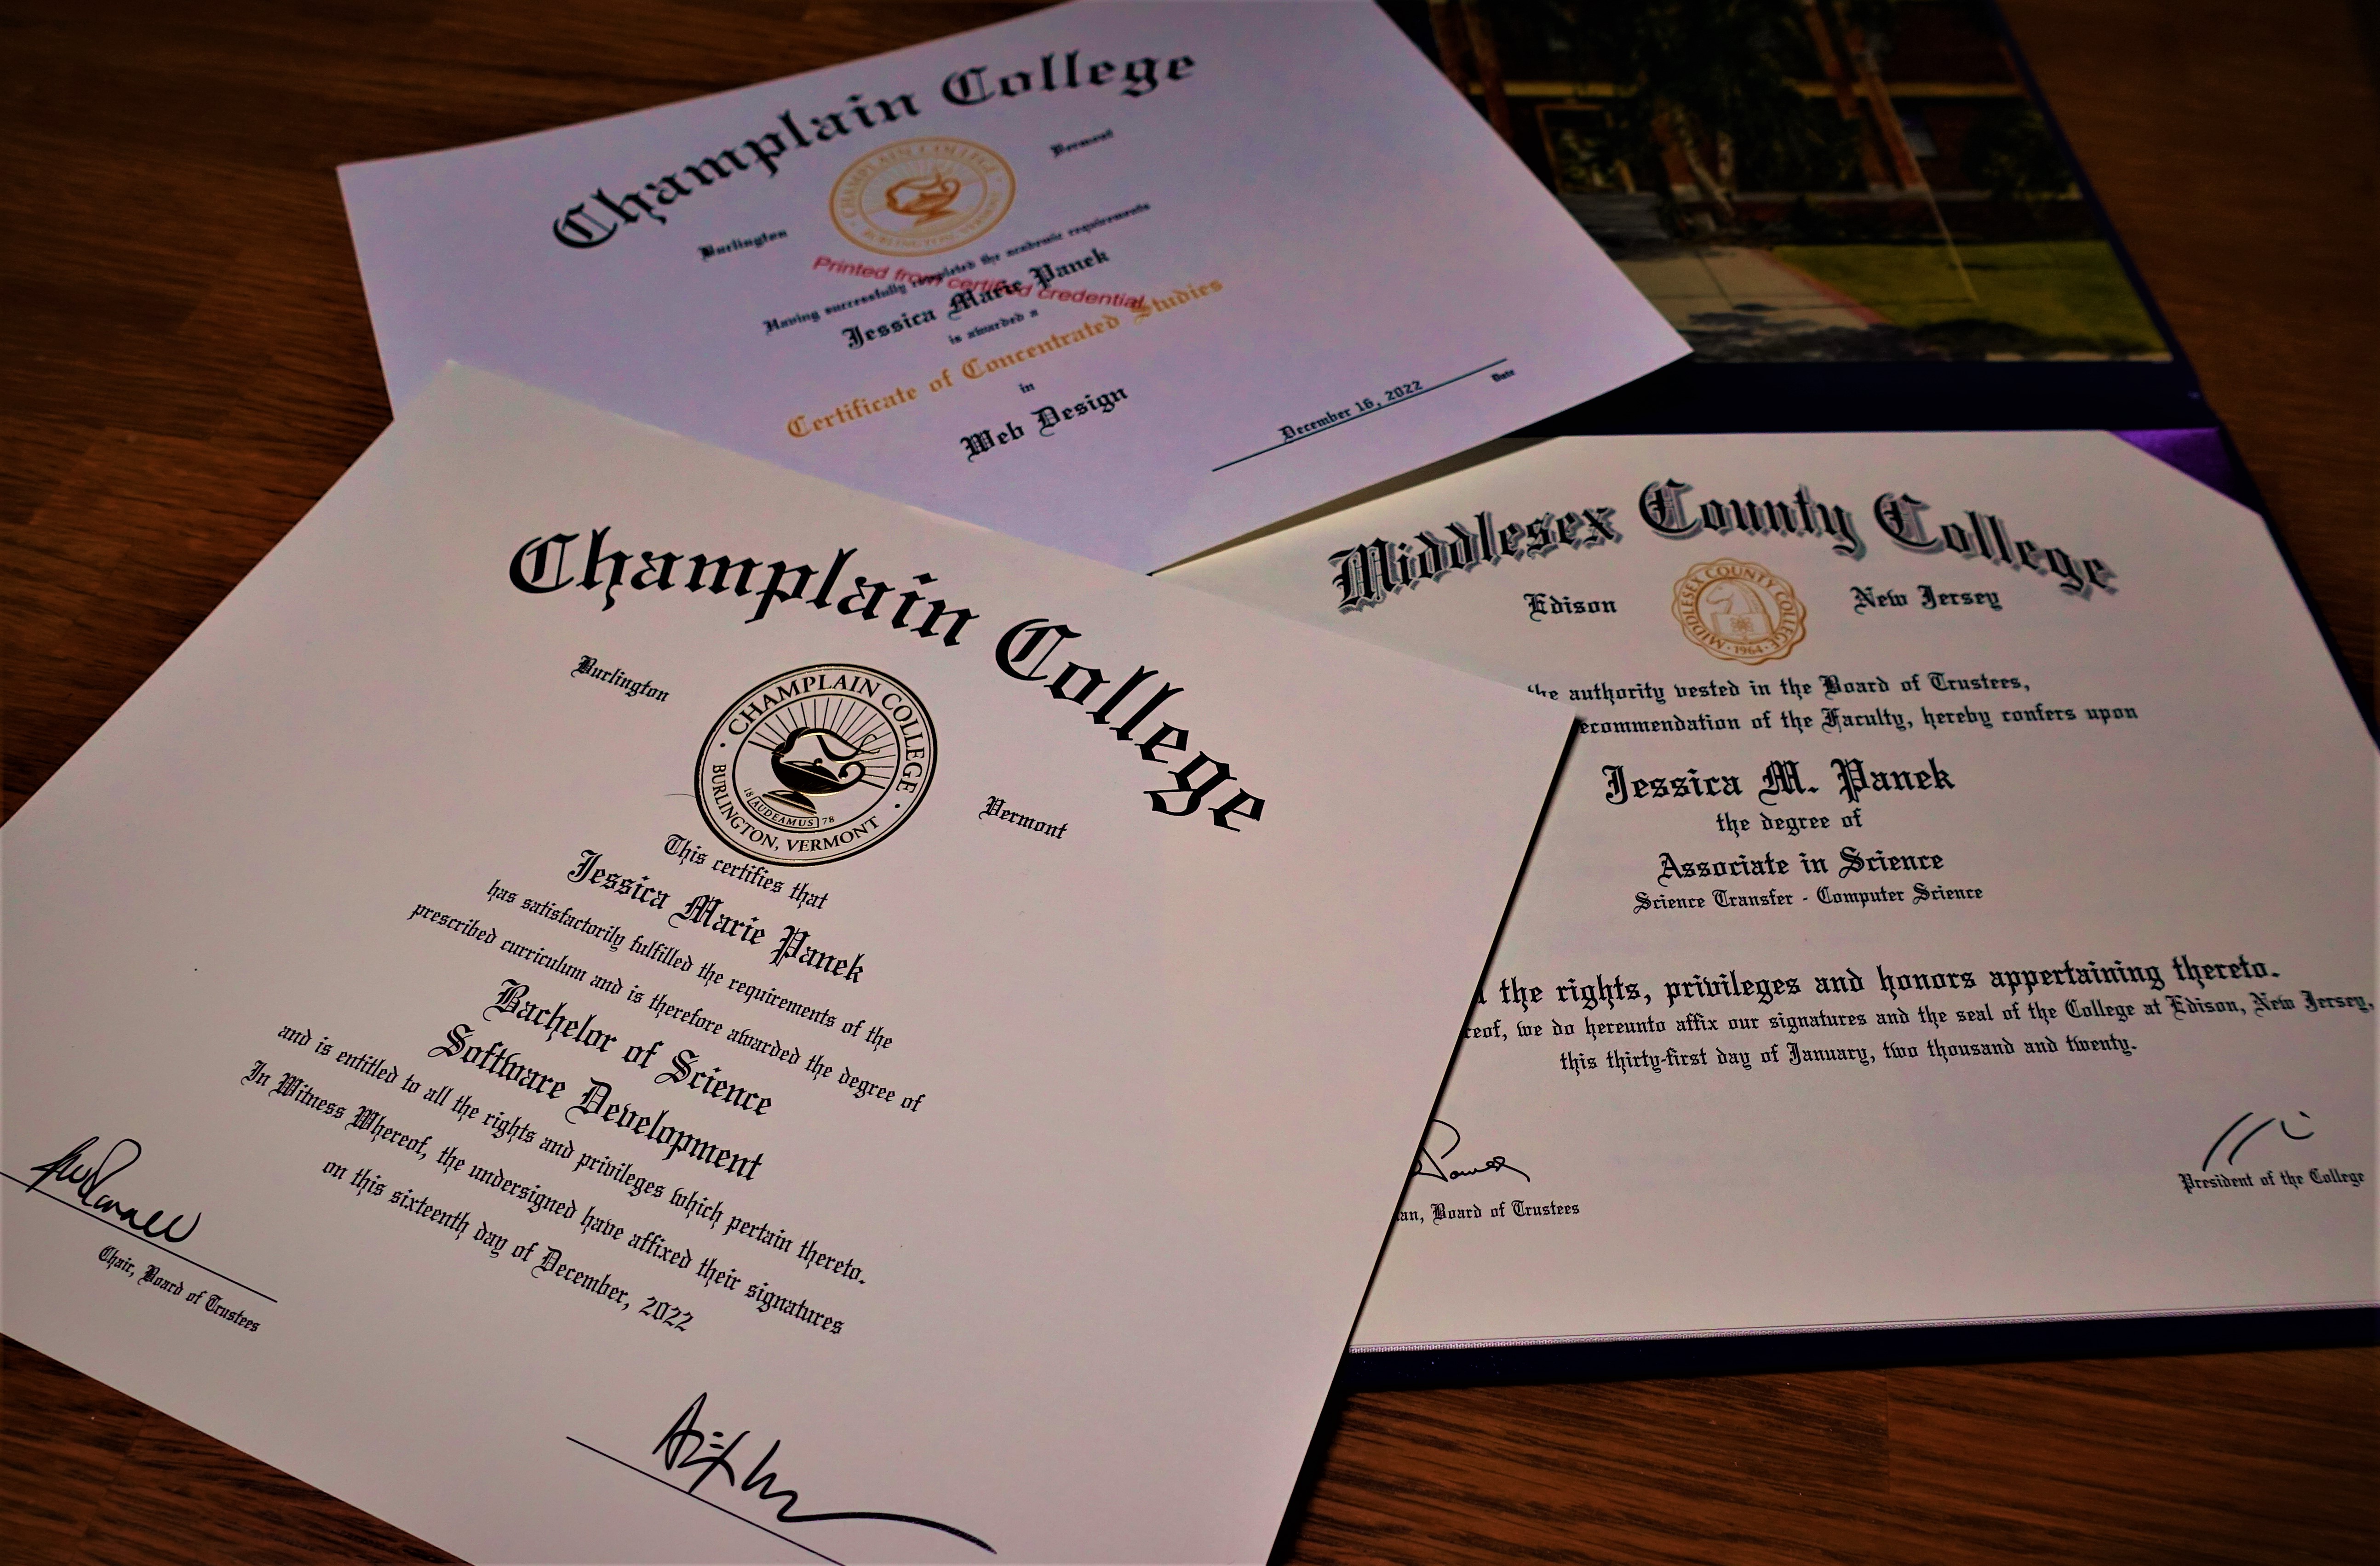 Champlain College
Burlington
Vermont
CHAMPLAIN COLLEGE
BURLINGTON, VERMONT
Having successfully completed the academic requirements
Printed from certified credential
Jessica Marie Panek
is awarded a
Certificate of Concentrated Studies
in
Web Design
December 16, 2022
Date
Champlain College
Burlington
Vermont
CHAMPLAIN COLLEGE
18 AUDEAMUS 78
BURLINGTON, VERMONT
This certifies that
Jessica Marie Panek
has satisfactorily fulfilled the requirements of the
prescribed curriculum and is therefore awarded the degree of
Bachelor of Science
Software Development
and is entitled to all the rights and privileges which pertain thereto.
In Witness Whereof, the undersigned have affixed their signatures
on this sixteenth day of December, 2022
Chair, Board of Trustees
Middlesex County College
Edison
New Jersey
MIDDLESEX COUNTY COLLEGE
1964
the authority vested in the Board of Trustees,
ecommendation of the Faculty, hereby confers upon
Jessica M. Panek
the degree of
Associate in Science
Science Transfer - Computer Science
the rights, privileges and honors appertaining thereto.
reof, we do hereunto affix our signatures and the seal of the College at Edison, New Jersey,
this thirty-first day of January, two thousand and twenty.
an, Board of Trustees
President of the College